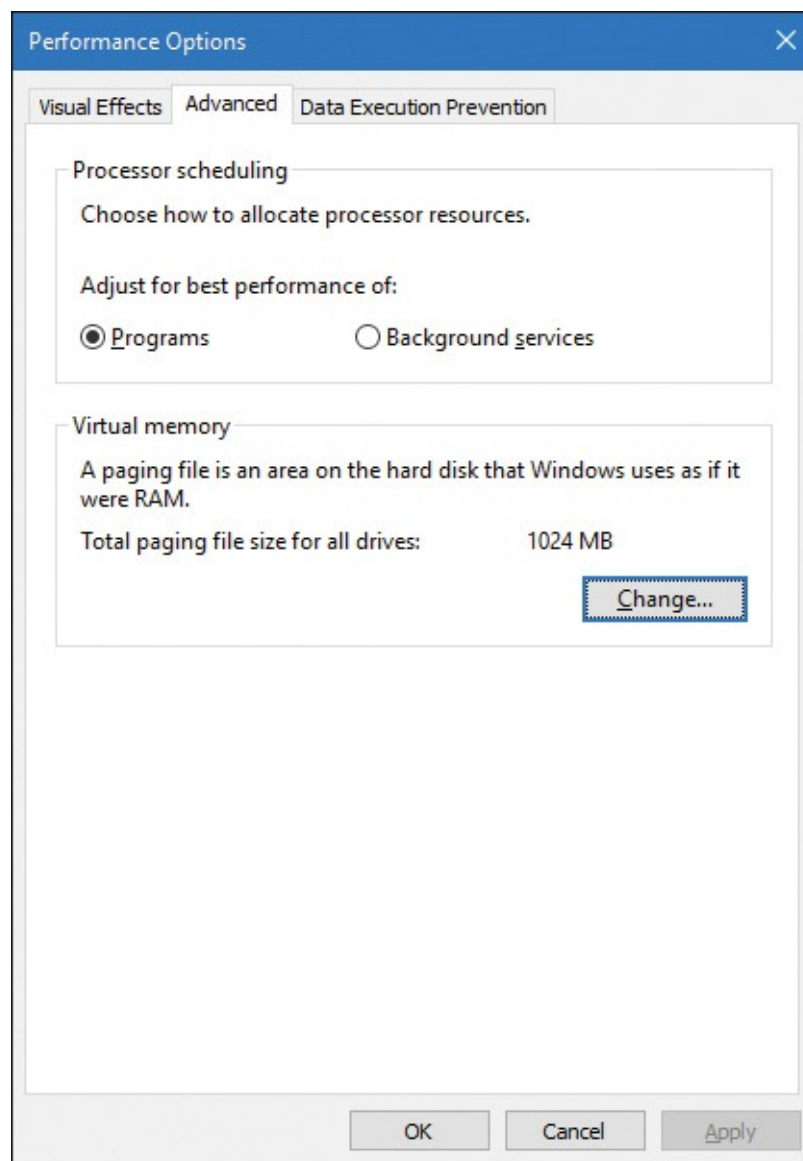 Performance Options
Visual Effects
Advanced
Data Execution Prevention
Processor scheduling
Choose how to allocate processor resources.
Adjust for best performance of:
Programs
Background services
Virtual memory
A paging file is an area on the hard disk that Windows uses as if it
were RAM.
Total paging file size for all drives: 1024 MB
Change...
OK
Cancel
Apply